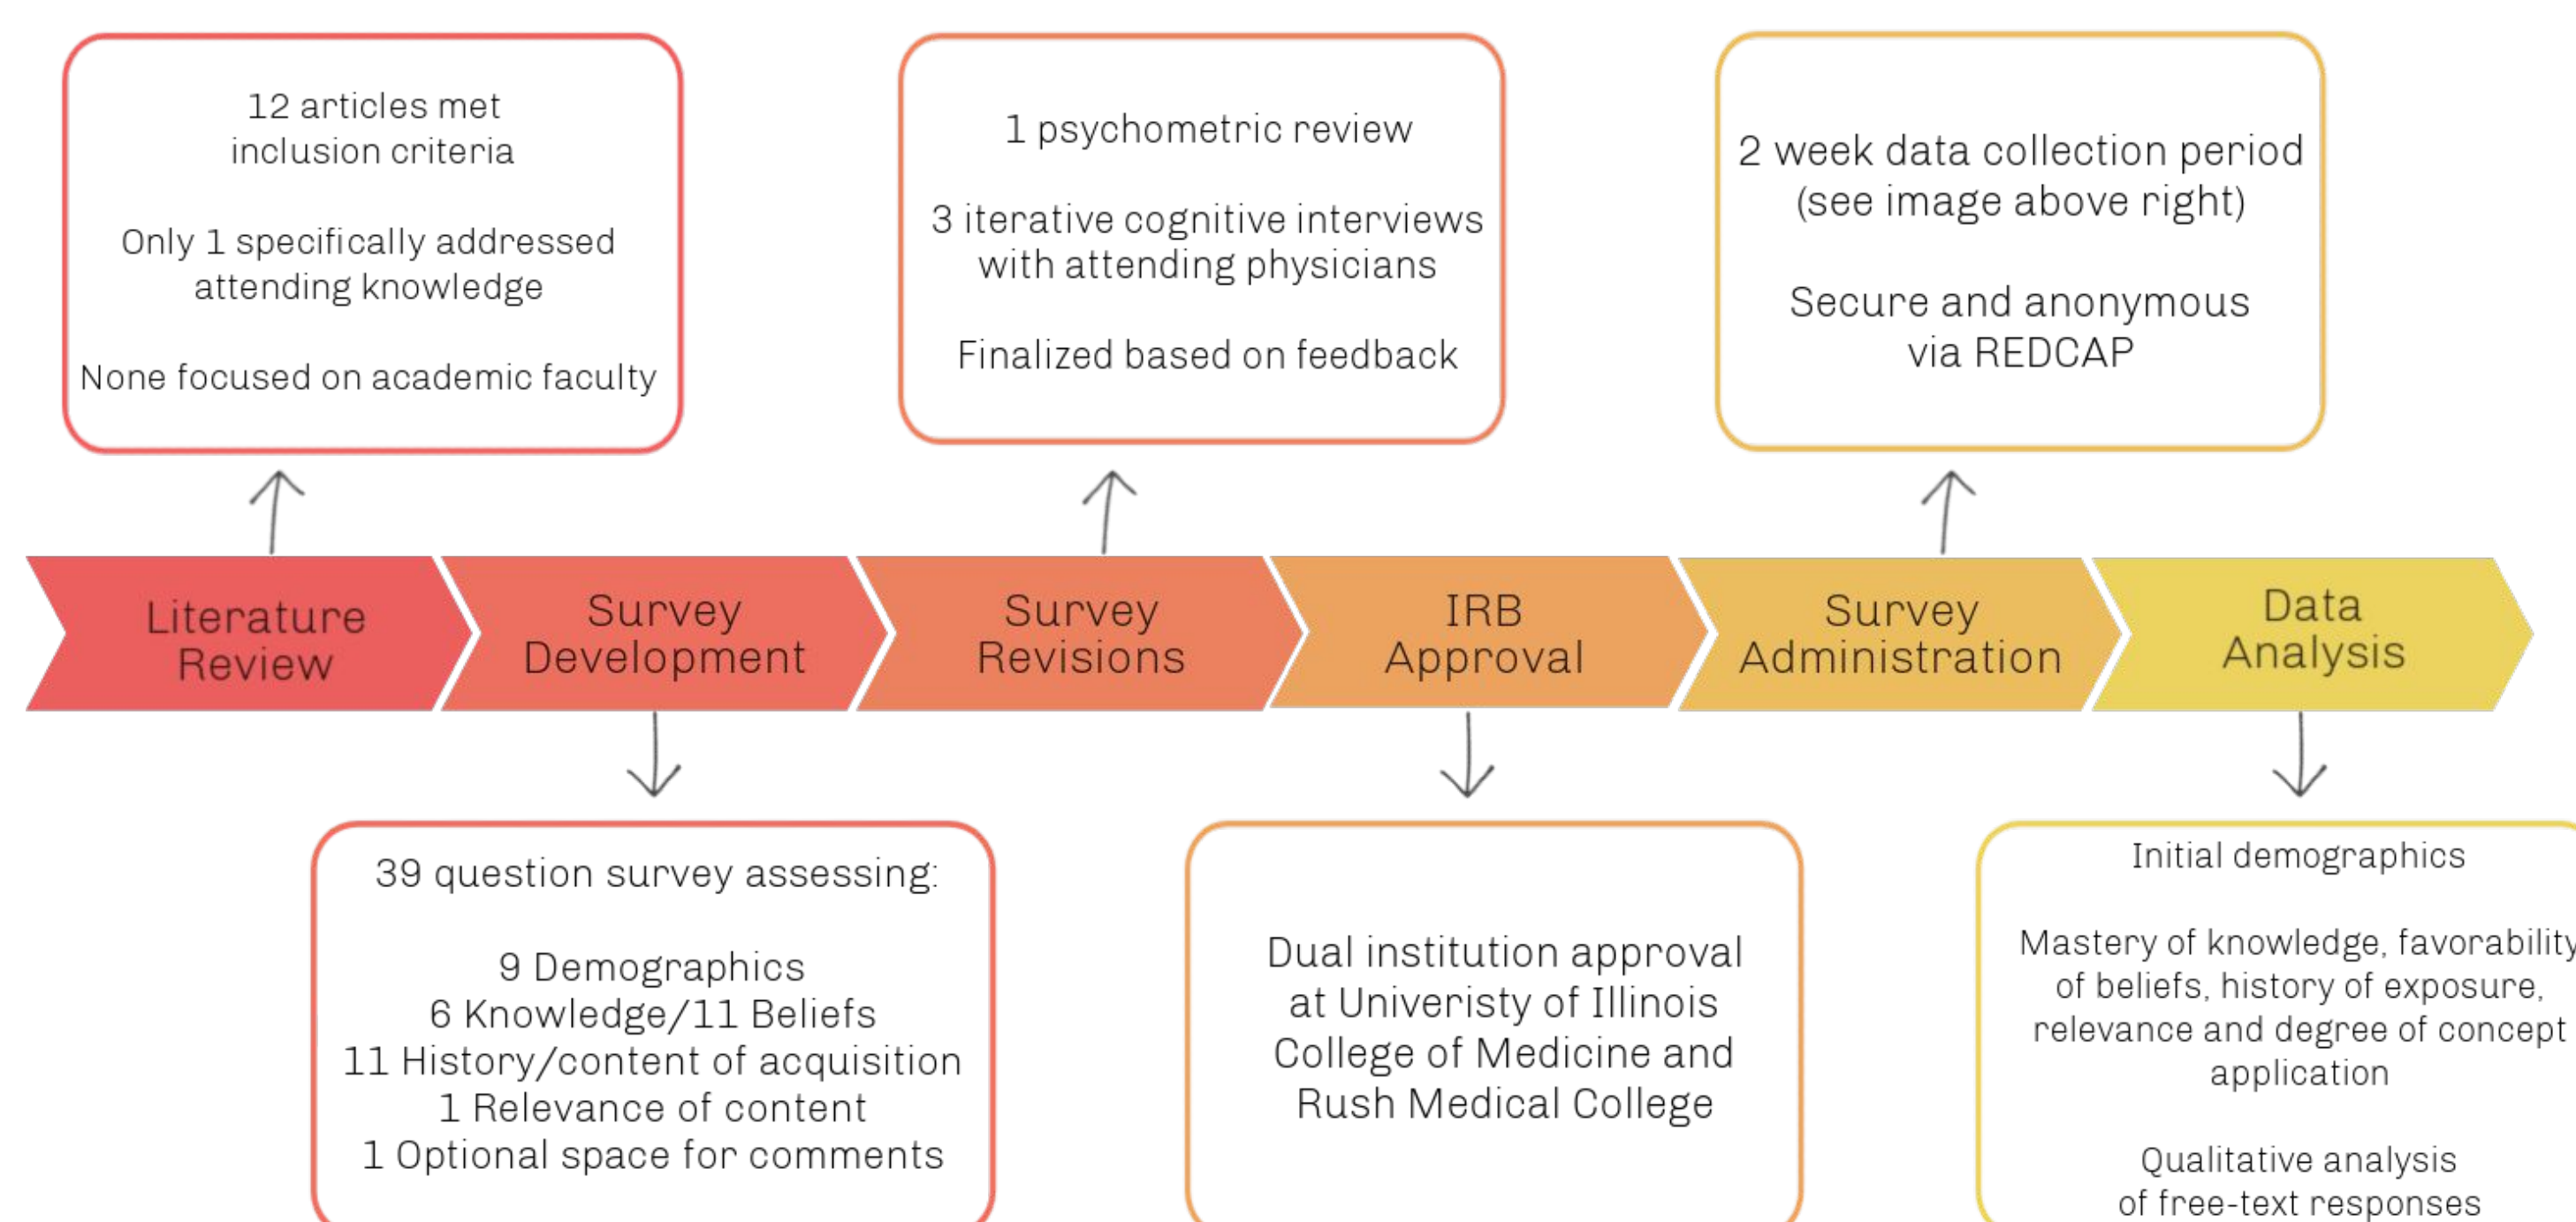 12 articles met
inclusion criteria
Only 1 specifically addressed
attending knowledge
None focused on academic faculty
1 psychometric review
3 iterative cognitive interviews
with attending physicians
Finalized based on feedback
2 week data collection period
(see image above right)
Secure and anonymous
via REDCAP
Literature
Review
Survey
Development
Survey
Revisions
IRB
Approval
Survey
Administration
Data
Analysis
39 question survey assessing:
9 Demographics
6 Knowledge/11 Beliefs
11 History/content of acquisition
1 Relevance of content
1 Optional space for comments
Dual institution approval
at Univeristy of Illinois
College of Medicine and
Rush Medical College
Initial demographics
Mastery of knowledge, favorability
of beliefs, history of exposure,
relevance and degree of concept
application
Qualitative analysis
of free-text responses